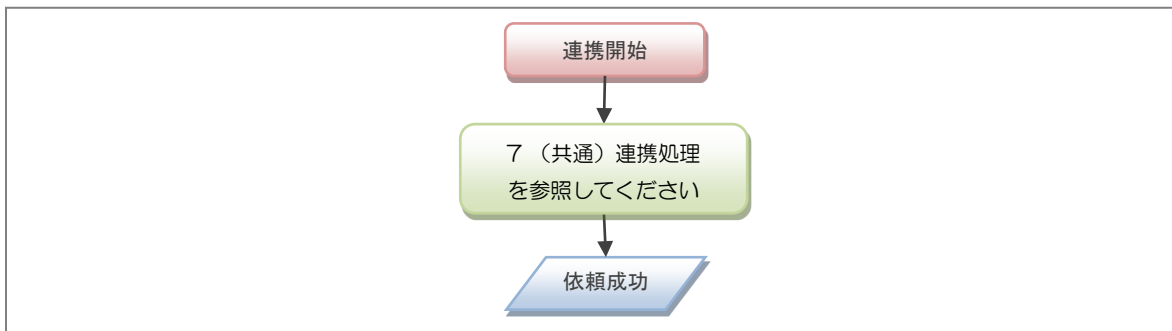 連携開始
７ （共通）連携処理
を参照してください
依頼成功